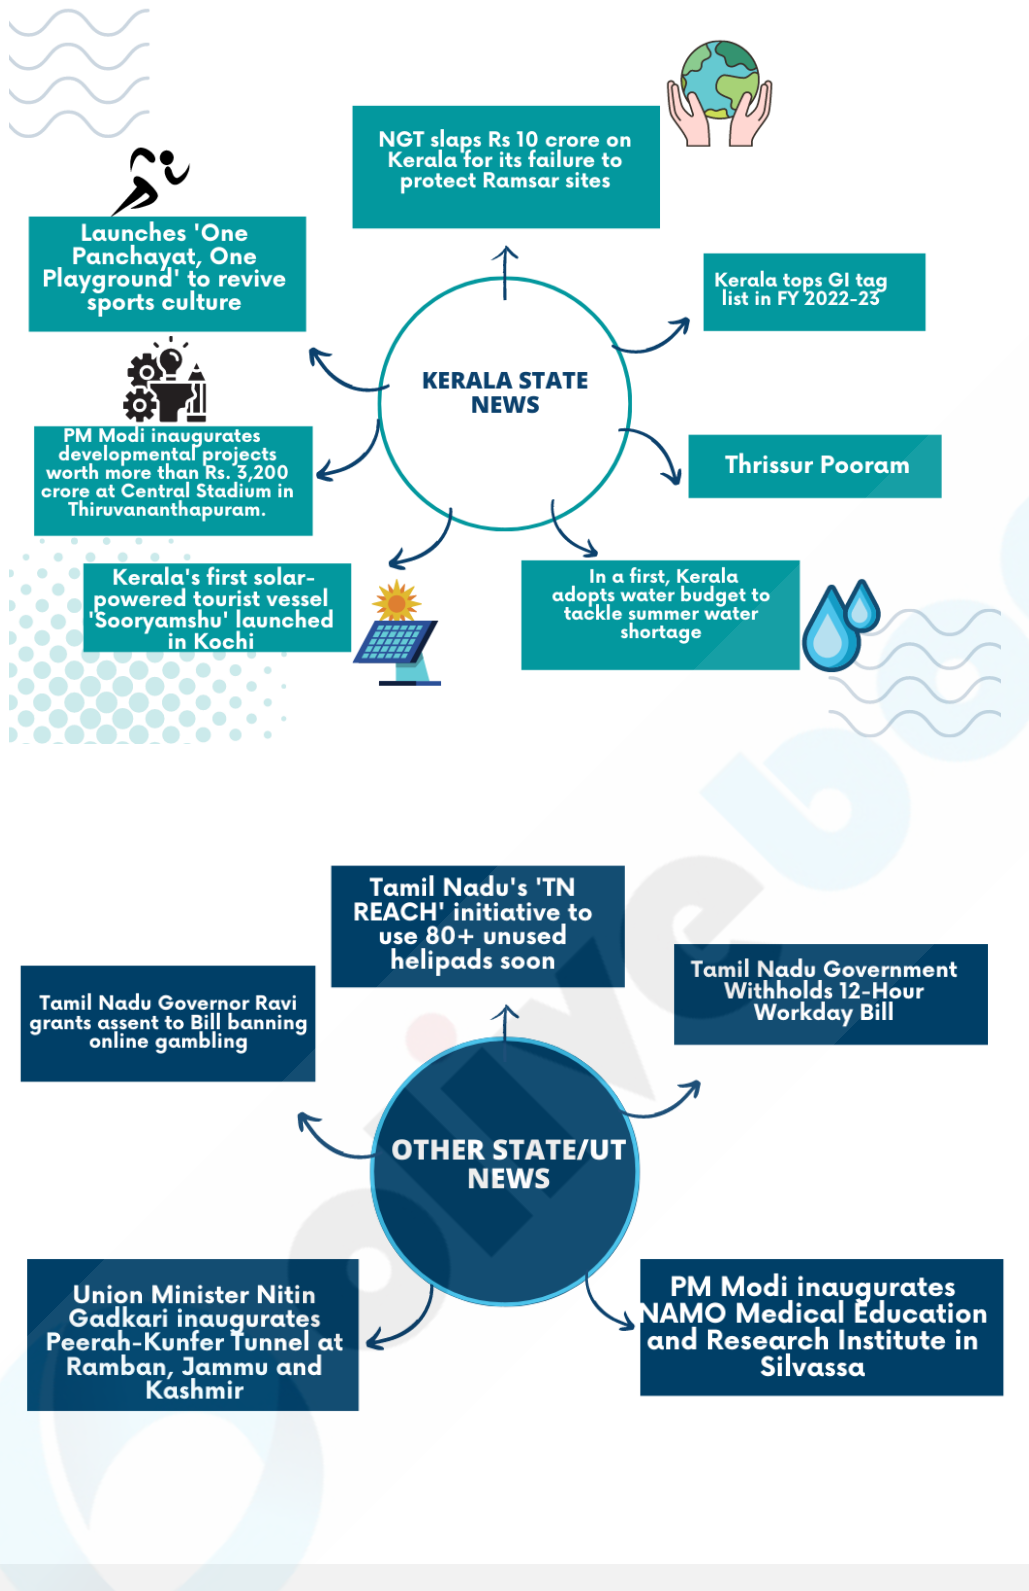 NGT slaps Rs 10 crore on
Kerala for its failure to
protect Ramsar sites
Launches 'One
Panchayat, One
Playground' to revive
sports culture
Kerala tops GI tag
list in FY 2022-23
KERALA STATE
NEWS
PM Modi inaugurates
developmental projects
worth more than Rs. 3,200
crore at Central Stadium in
Thiruvananthapuram.
Thrissur Pooram
Kerala's first solar-
powered tourist vessel
'Sooryamshu' launched
in Kochi
In a first, Kerala
adopts water budget to
tackle summer water
shortage
Tamil Nadu's 'TN
REACH' initiative to
use 80+ unused
helipads soon
Tamil Nadu Governor Ravi
grants assent to Bill banning
online gambling
Tamil Nadu Government
Withholds 12-Hour
Workday Bill
OTHER STATE/UT
NEWS
Union Minister Nitin
Gadkari inaugurates
Peerah-Kunfer Tunnel at
Ramban, Jammu and
Kashmir
PM Modi inaugurates
NAMO Medical Education
and Research Institute in
Silvassa
olive